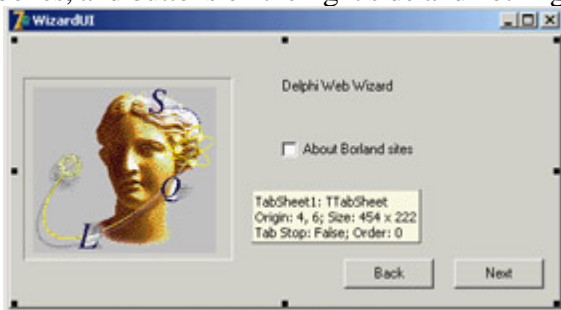 WizardUI
Delphi Web Wizard
About Borland sites
TabSheet1: TTabSheet
Origin: 4, 6; Size: 454 x 222
Tab Stop: False; Order: 0
Back
Next
S
Q
L